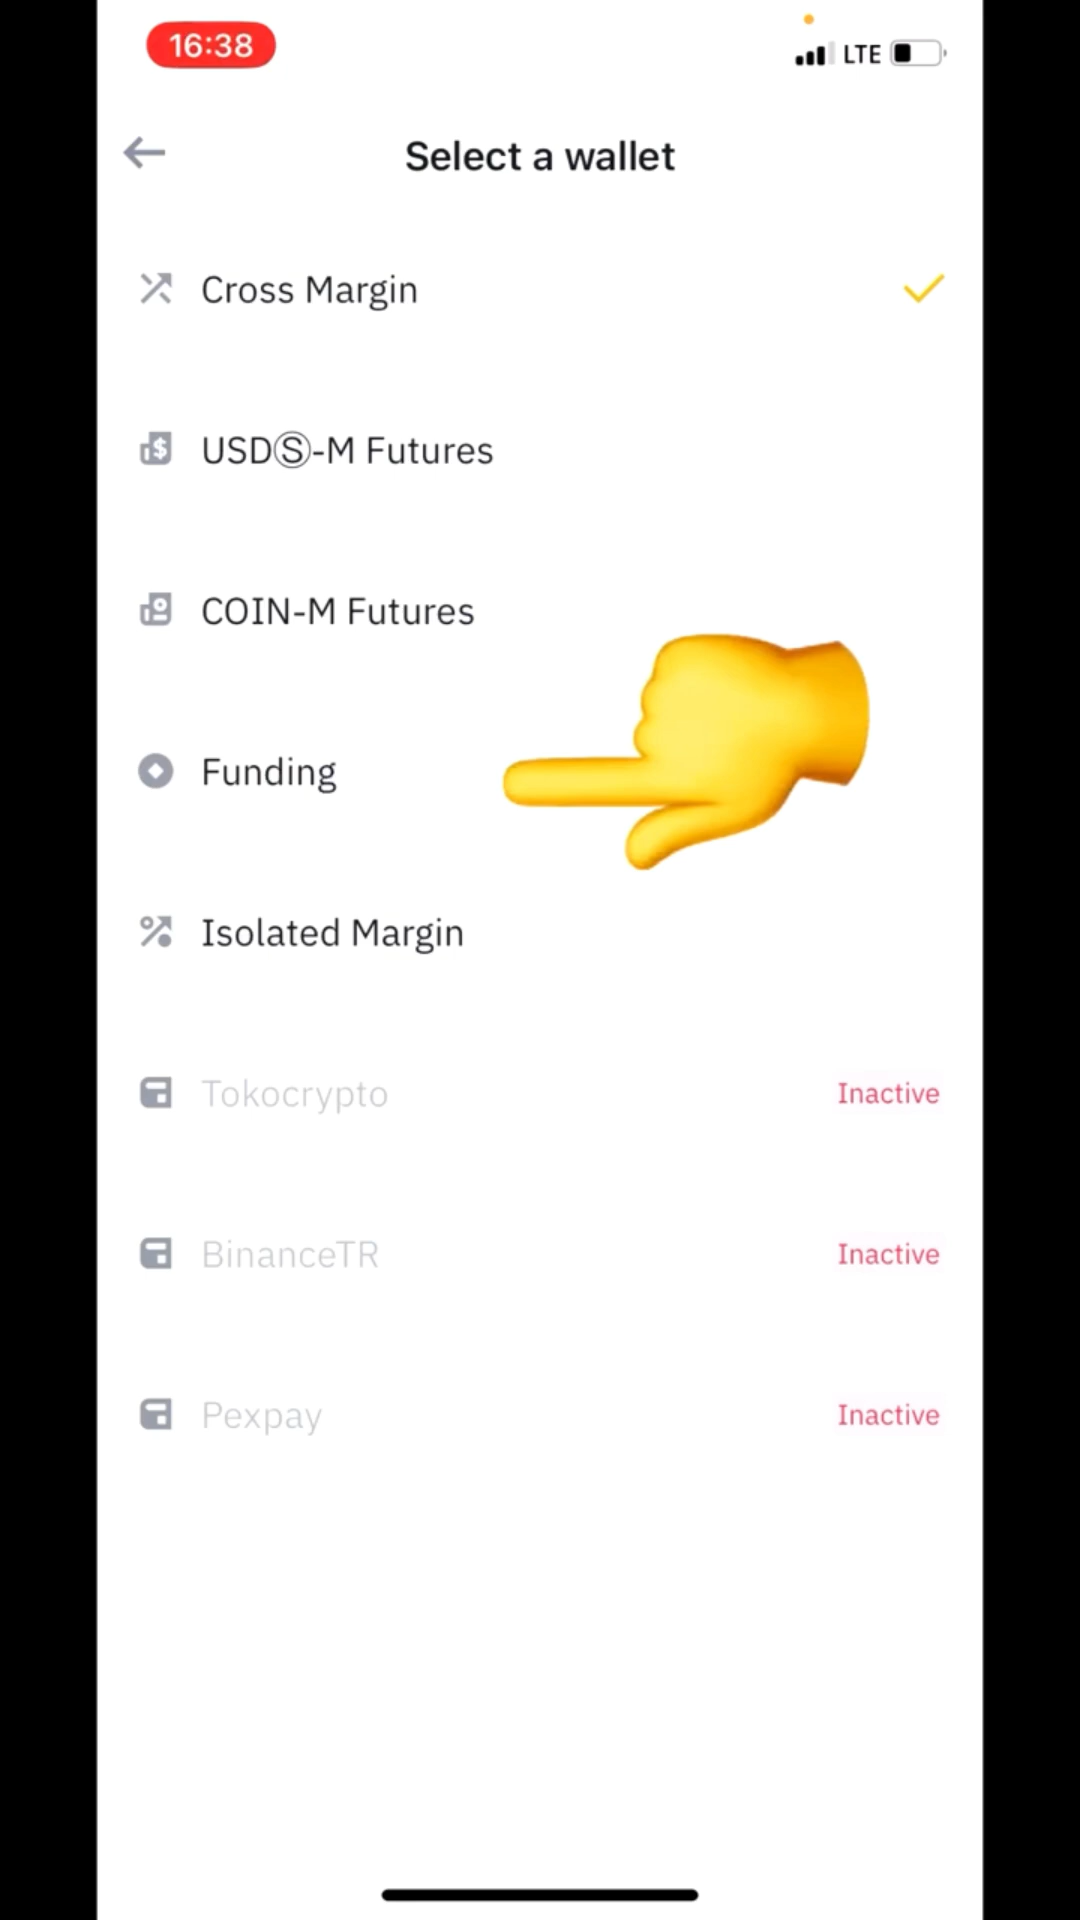 16:38
LTE
Select a wallet
Cross Margin
USDⓈ-M Futures
COIN-M Futures
Funding
Isolated Margin
Tokocrypto Inactive
BinanceTR Inactive
Pexpay Inactive